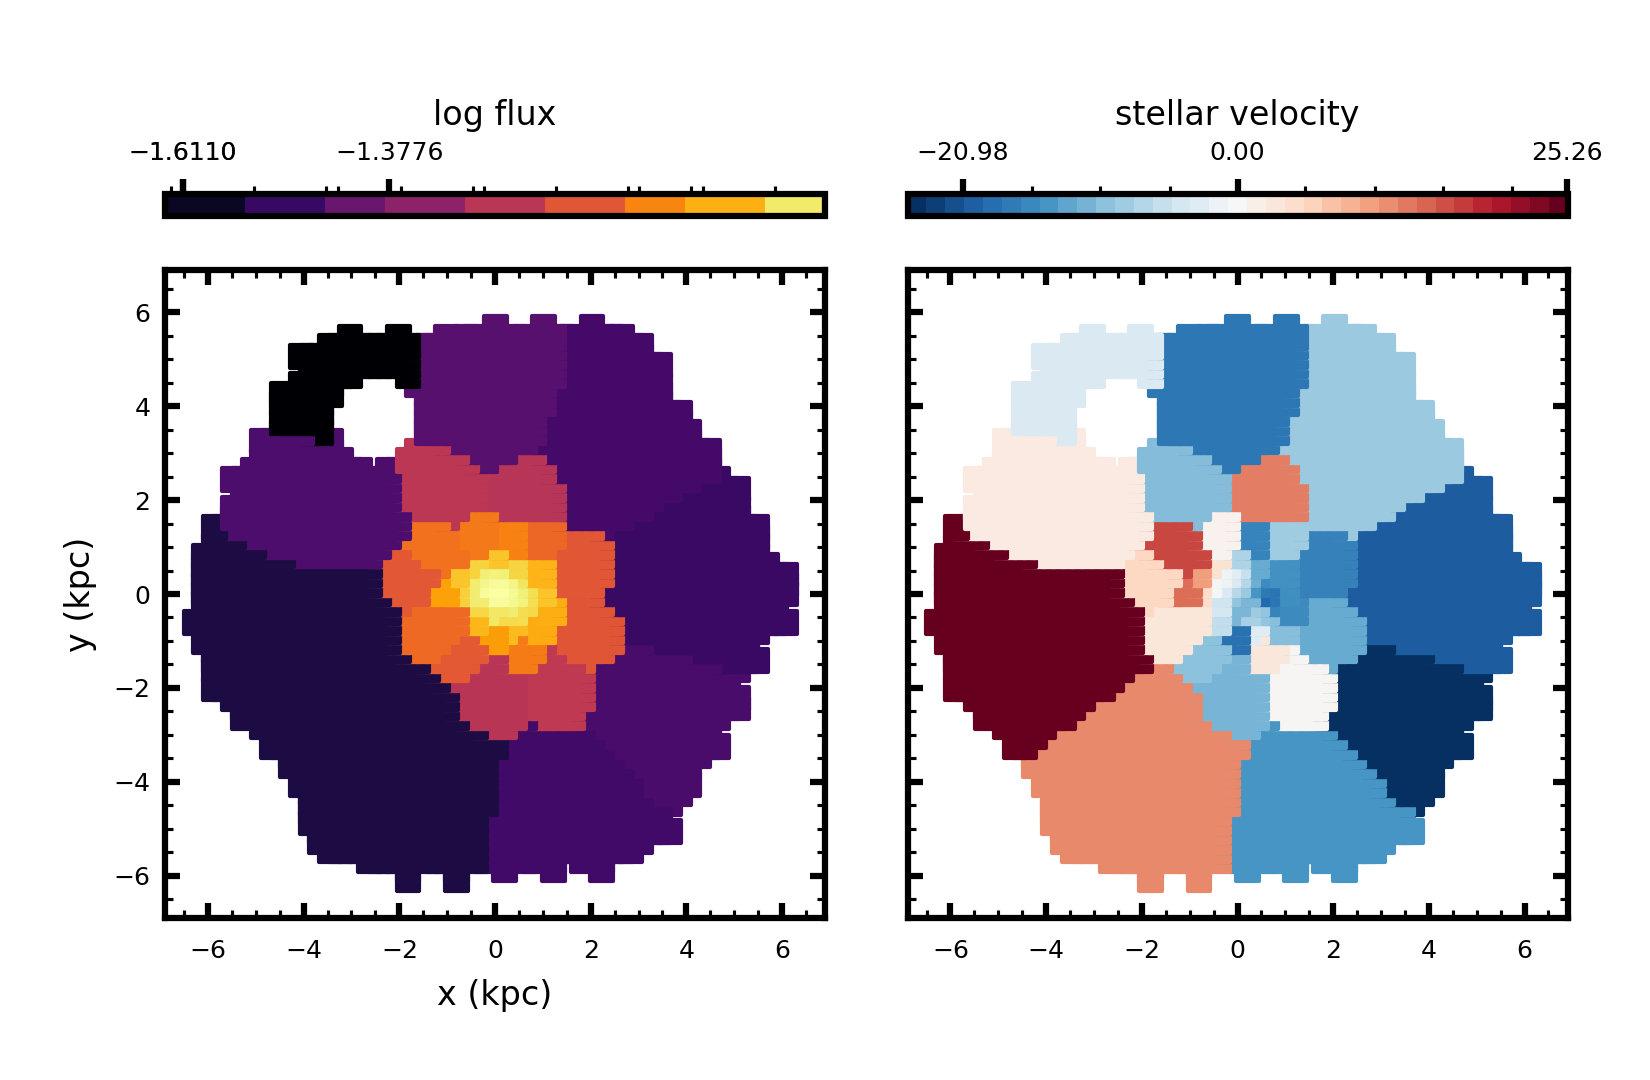 log flux
stellar velocity
−1.6110 −1.3776
−20.98 0.00 25.26
6
4
2
0
−2
−4
−6
y (kpc)
−6 −4 −2 0 2 4 6
−6 −4 −2 0 2 4 6
x (kpc)